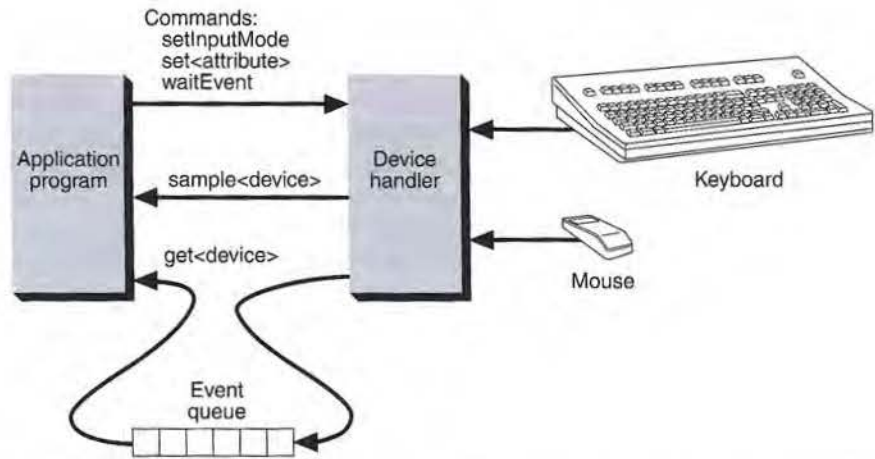 Commands:
setInputMode
set<attribute>
waitEvent
Application
program
Device
handler
sample<device>
get<device>
Keyboard
Mouse
Event
queue